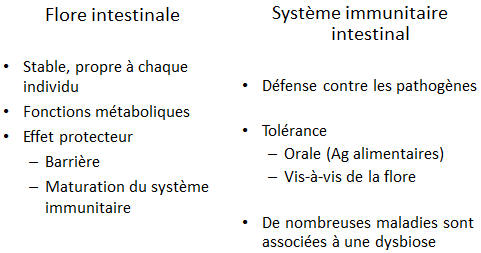 Flore intestinale
• Stable, propre à chaque
individu
• Fonctions métaboliques
• Effet protecteur
– Barrière
– Maturation du système
immunitaire
Système immunitaire
intestinal
• Défense contre les pathogènes
• Tolérance
– Orale (Ag alimentaires)
– Vis-à-vis de la flore
• De nombreuses maladies sont
associées à une dysbiose